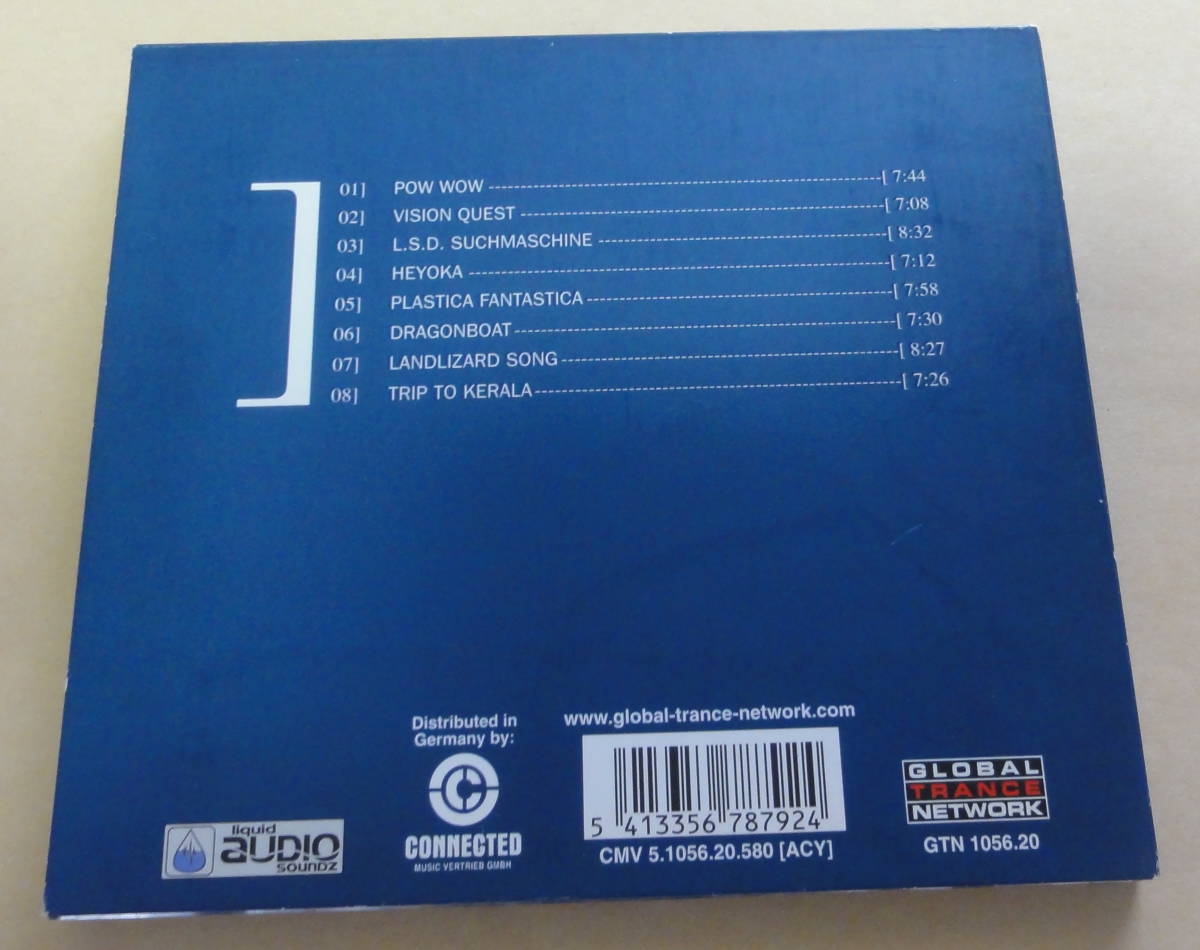 01] POW WOW ------------------------------[ 7:44
02] VISION QUEST ------------------------------[ 7:08
03] L.S.D. SUCHMASCHINE ------------------------------[ 8:32
04] HEYOKA ------------------------------[ 7:12
05] PLASTICA FANTASTICA ------------------------------[ 7:58
06] DRAGONBOAT ------------------------------[ 7:30
07] LANDLIZARD SONG ------------------------------[ 8:27
08] TRIP TO KERALA ------------------------------[ 7:26
liquid
AUDIO
SOUNDZ
Distributed in
Germany by:
CONNECTED
MUSIC VERTRIEB GMBH
www.global-trance-network.com
5 413356 787924
CMV 5.1056.20.580 [ACY]
GLOBAL
TRANCE
NETWORK
GTN 1056.20